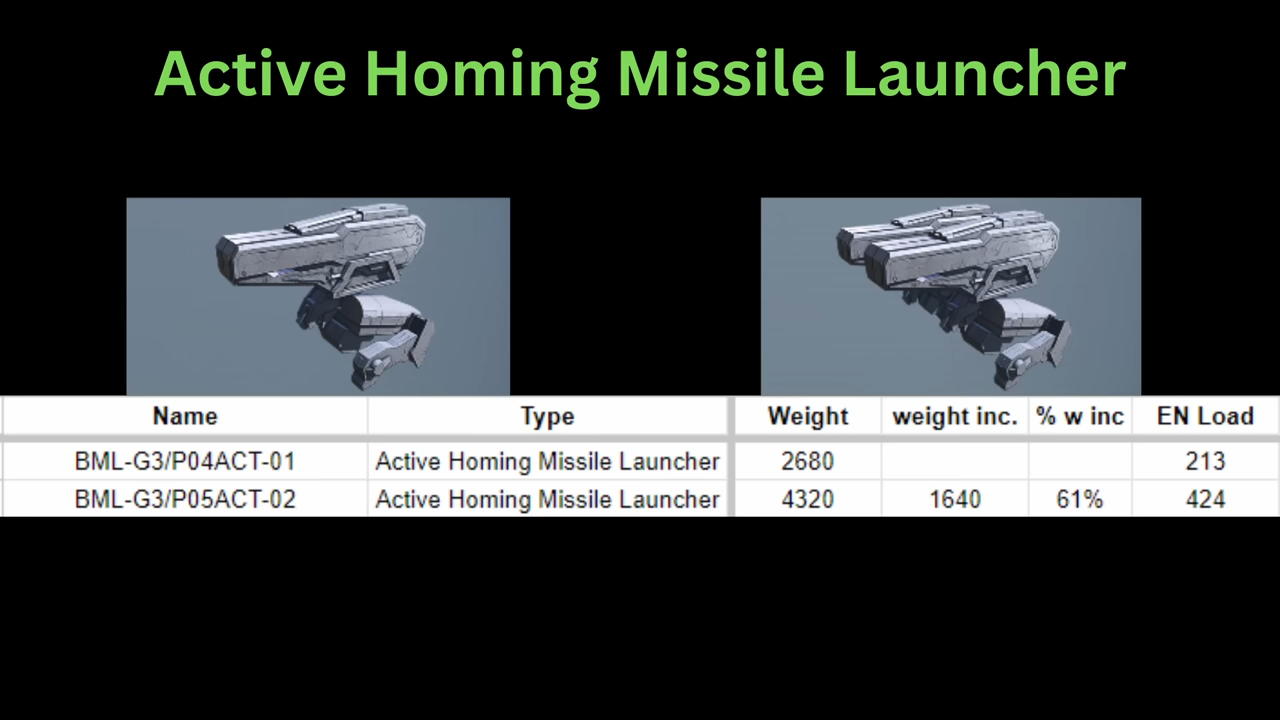 Active Homing Missile Launcher
Name Type Weight weight inc. % w inc EN Load
BML-G3/P04ACT-01 Active Homing Missile Launcher 2680 213
BML-G3/P05ACT-02 Active Homing Missile Launcher 4320 1640 61% 424